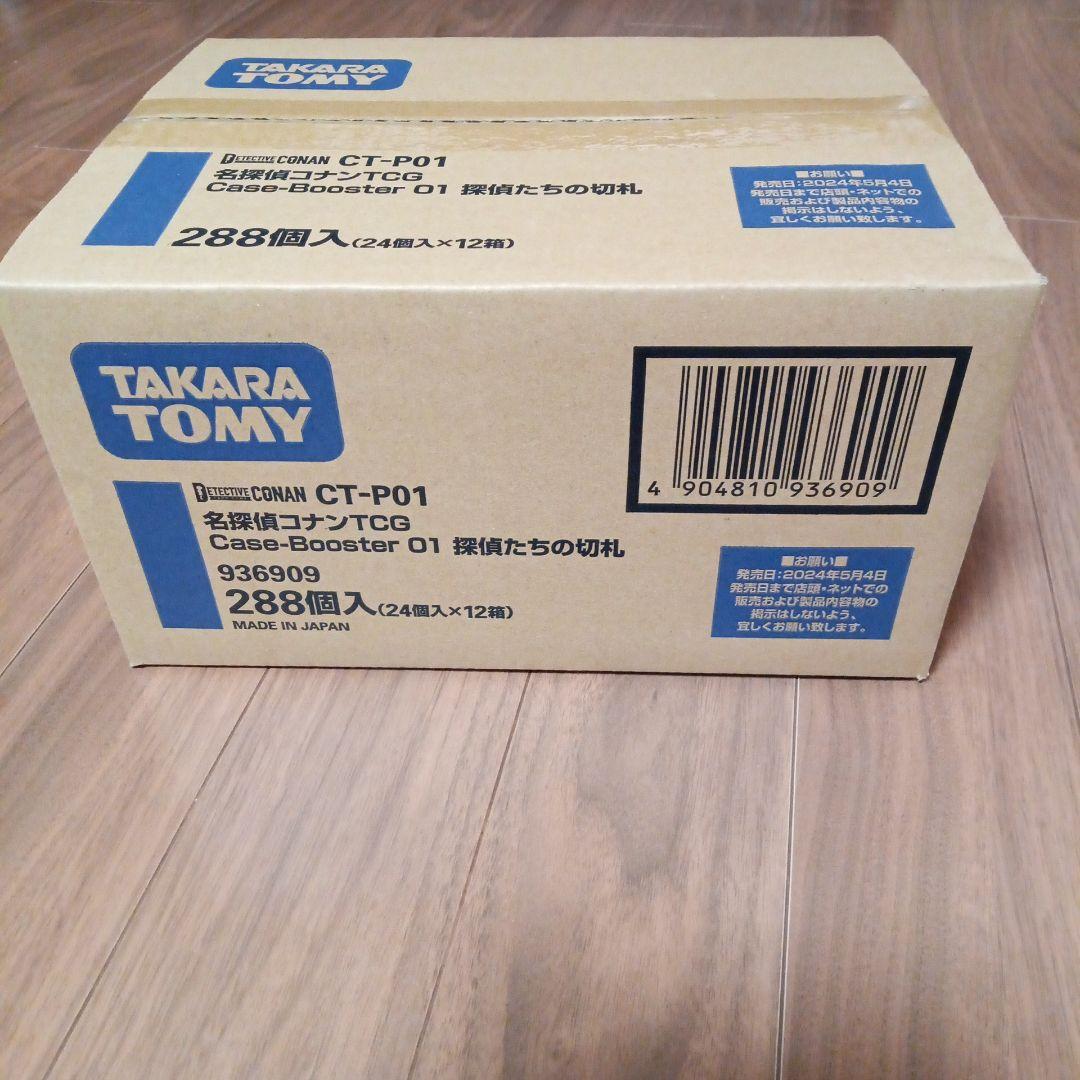 TAKARA
TOMY
DETECTIVE CONAN CT-P01
名探偵コナンTCG
Case-Booster 01 探偵たちの切札
288個入(24個入×12箱)
■お願い■
発売日:2024年5月4日
発売日まで店頭・ネットでの
販売および製品内容物の
掲示はしないよう、
宜しくお願い致します。
TAKARA
TOMY
DETECTIVE CONAN CT-P01
名探偵コナンTCG
Case-Booster 01 探偵たちの切札
936909
288個入(24個入×12箱)
MADE IN JAPAN
4 904810 936909
■お願い■
発売日:2024年5月4日
発売日まで店頭・ネットでの
販売および製品内容物の
掲示はしないよう、
宜しくお願い致します。